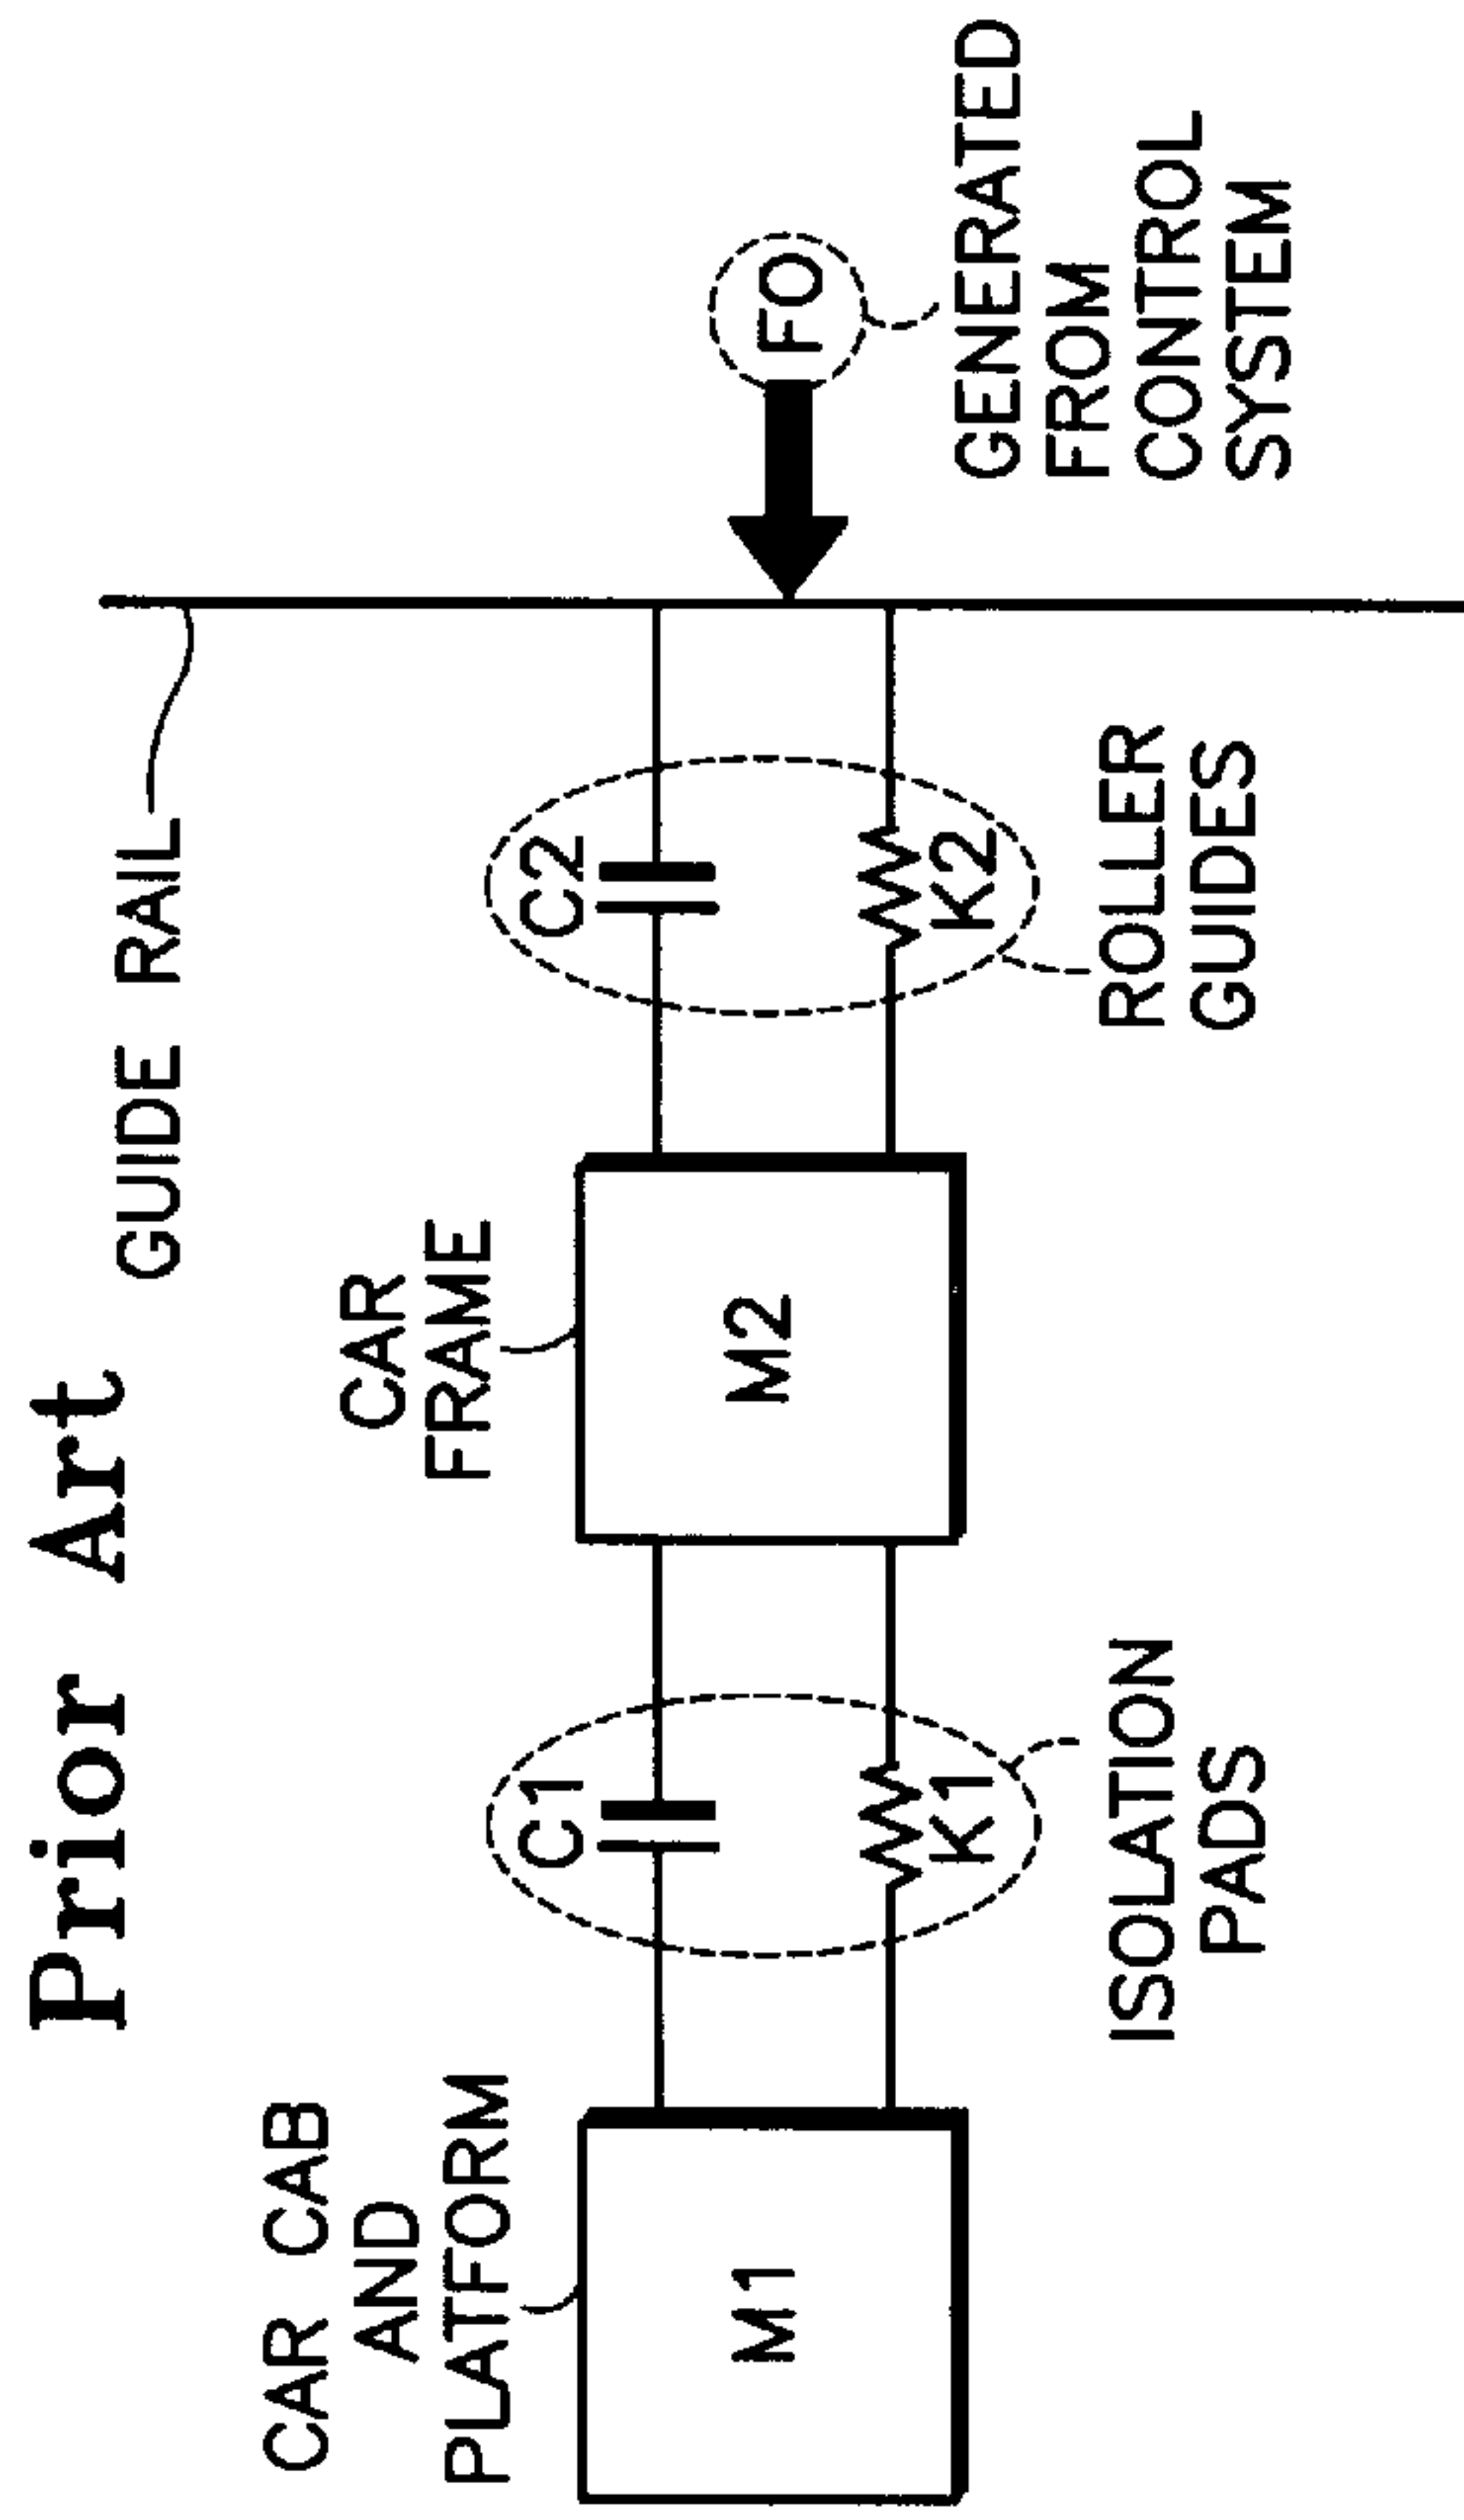 Prior Art
GUIDE RAIL
CAR CAB
AND
PLATFORM
CAR
FRAME
C1
C2
M1
M2
FO
K1
K2
ISOLATION
PADS
ROLLER
GUIDES
GENERATED
FROM
CONTROL
SYSTEM